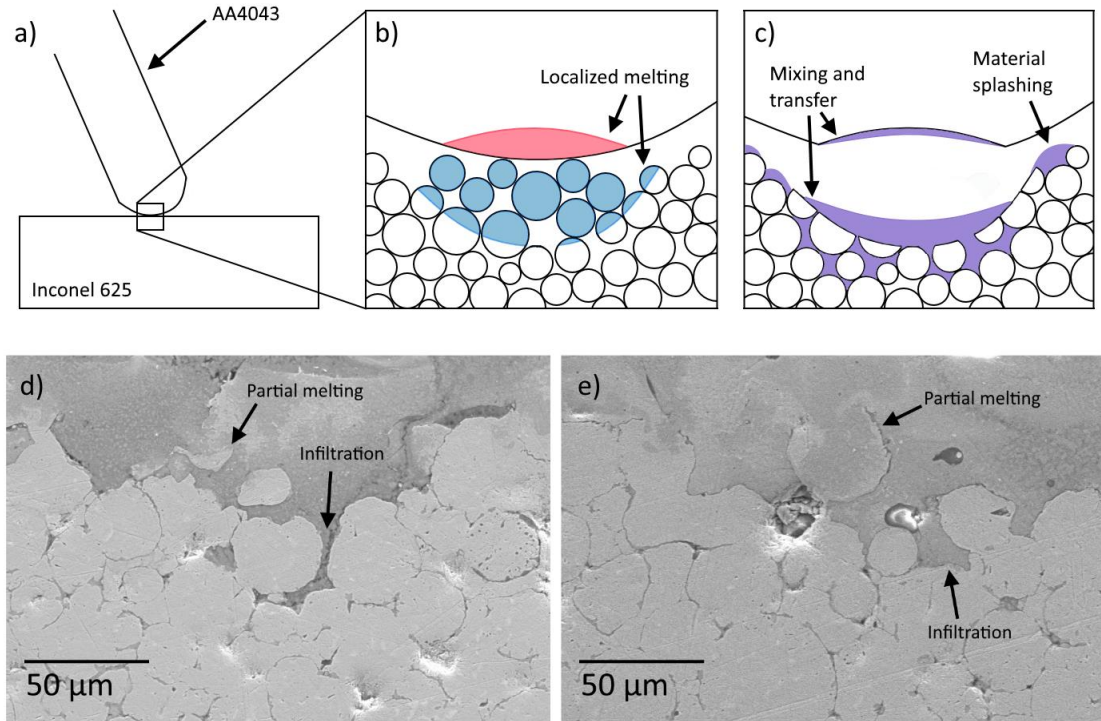 a)
AA4043
Inconel 625
b)
Localized melting
c)
Mixing and
transfer
Material
splashing
d)
Partial melting
Infiltration
50 µm
e)
Partial melting
Infiltration
50 µm